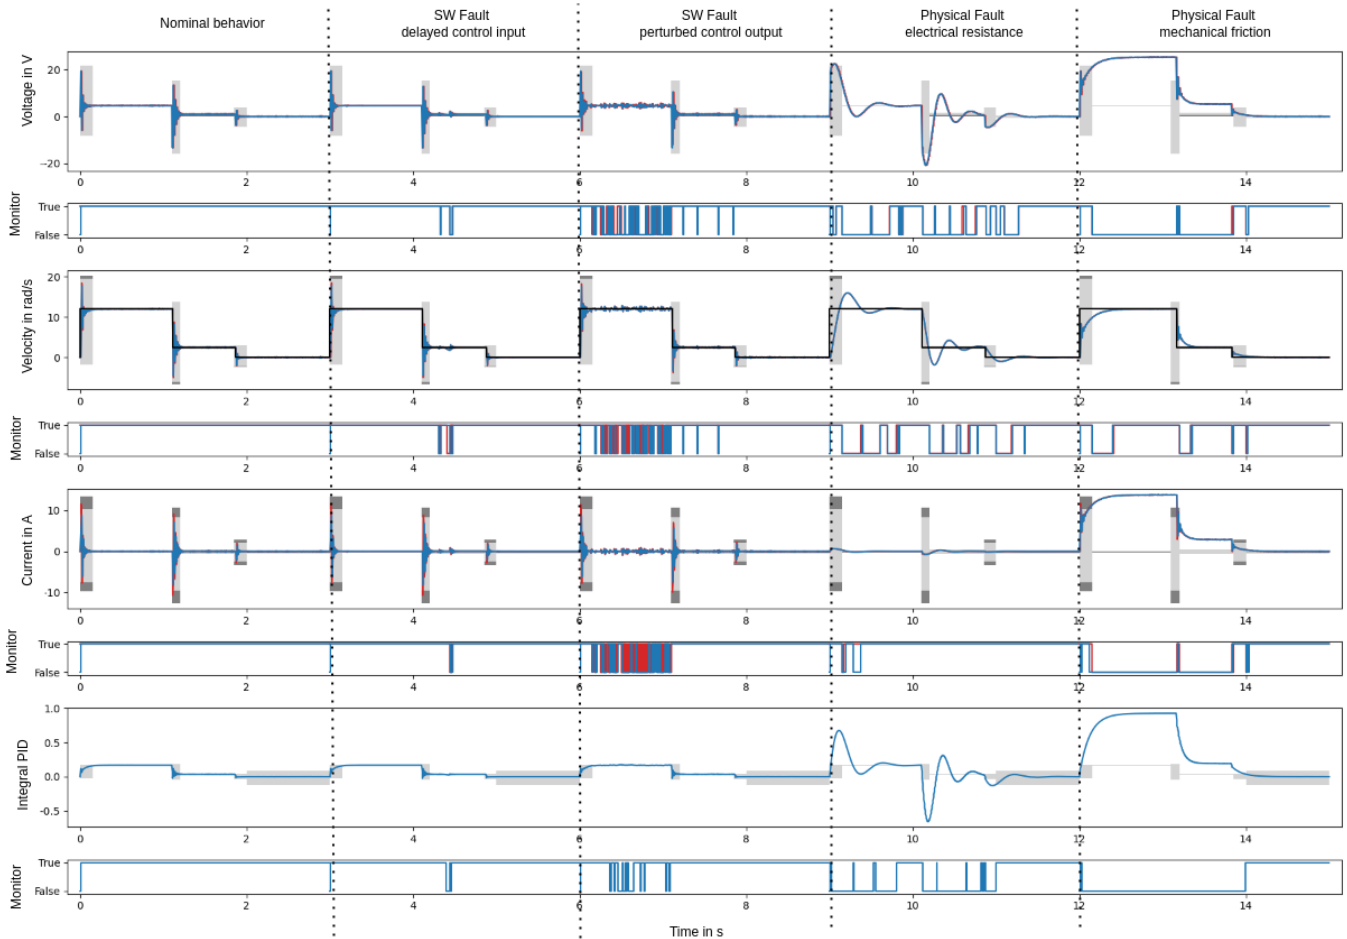 Nominal behavior
SW Fault
delayed control input
SW Fault
perturbed control output
Physical Fault
electrical resistance
Physical Fault
mechanical friction
Voltage in V
20
0
−20
0 2 4 6 8 10 12 14
Monitor
True
False
0 2 4 6 8 10 12 14
Velocity in rad/s
20
10
0
0 2 4 6 8 10 12 14
Monitor
True
False
0 2 4 6 8 10 12 14
Current in A
10
0
-10
0 2 4 6 8 10 12 14
Monitor
True
False
0 2 4 6 8 10 12 14
Integral PID
1.0
0.5
0.0
-0.5
0 2 4 6 8 10 12 14
Monitor
True
False
0 2 4 6 8 10 12 14
Time in s